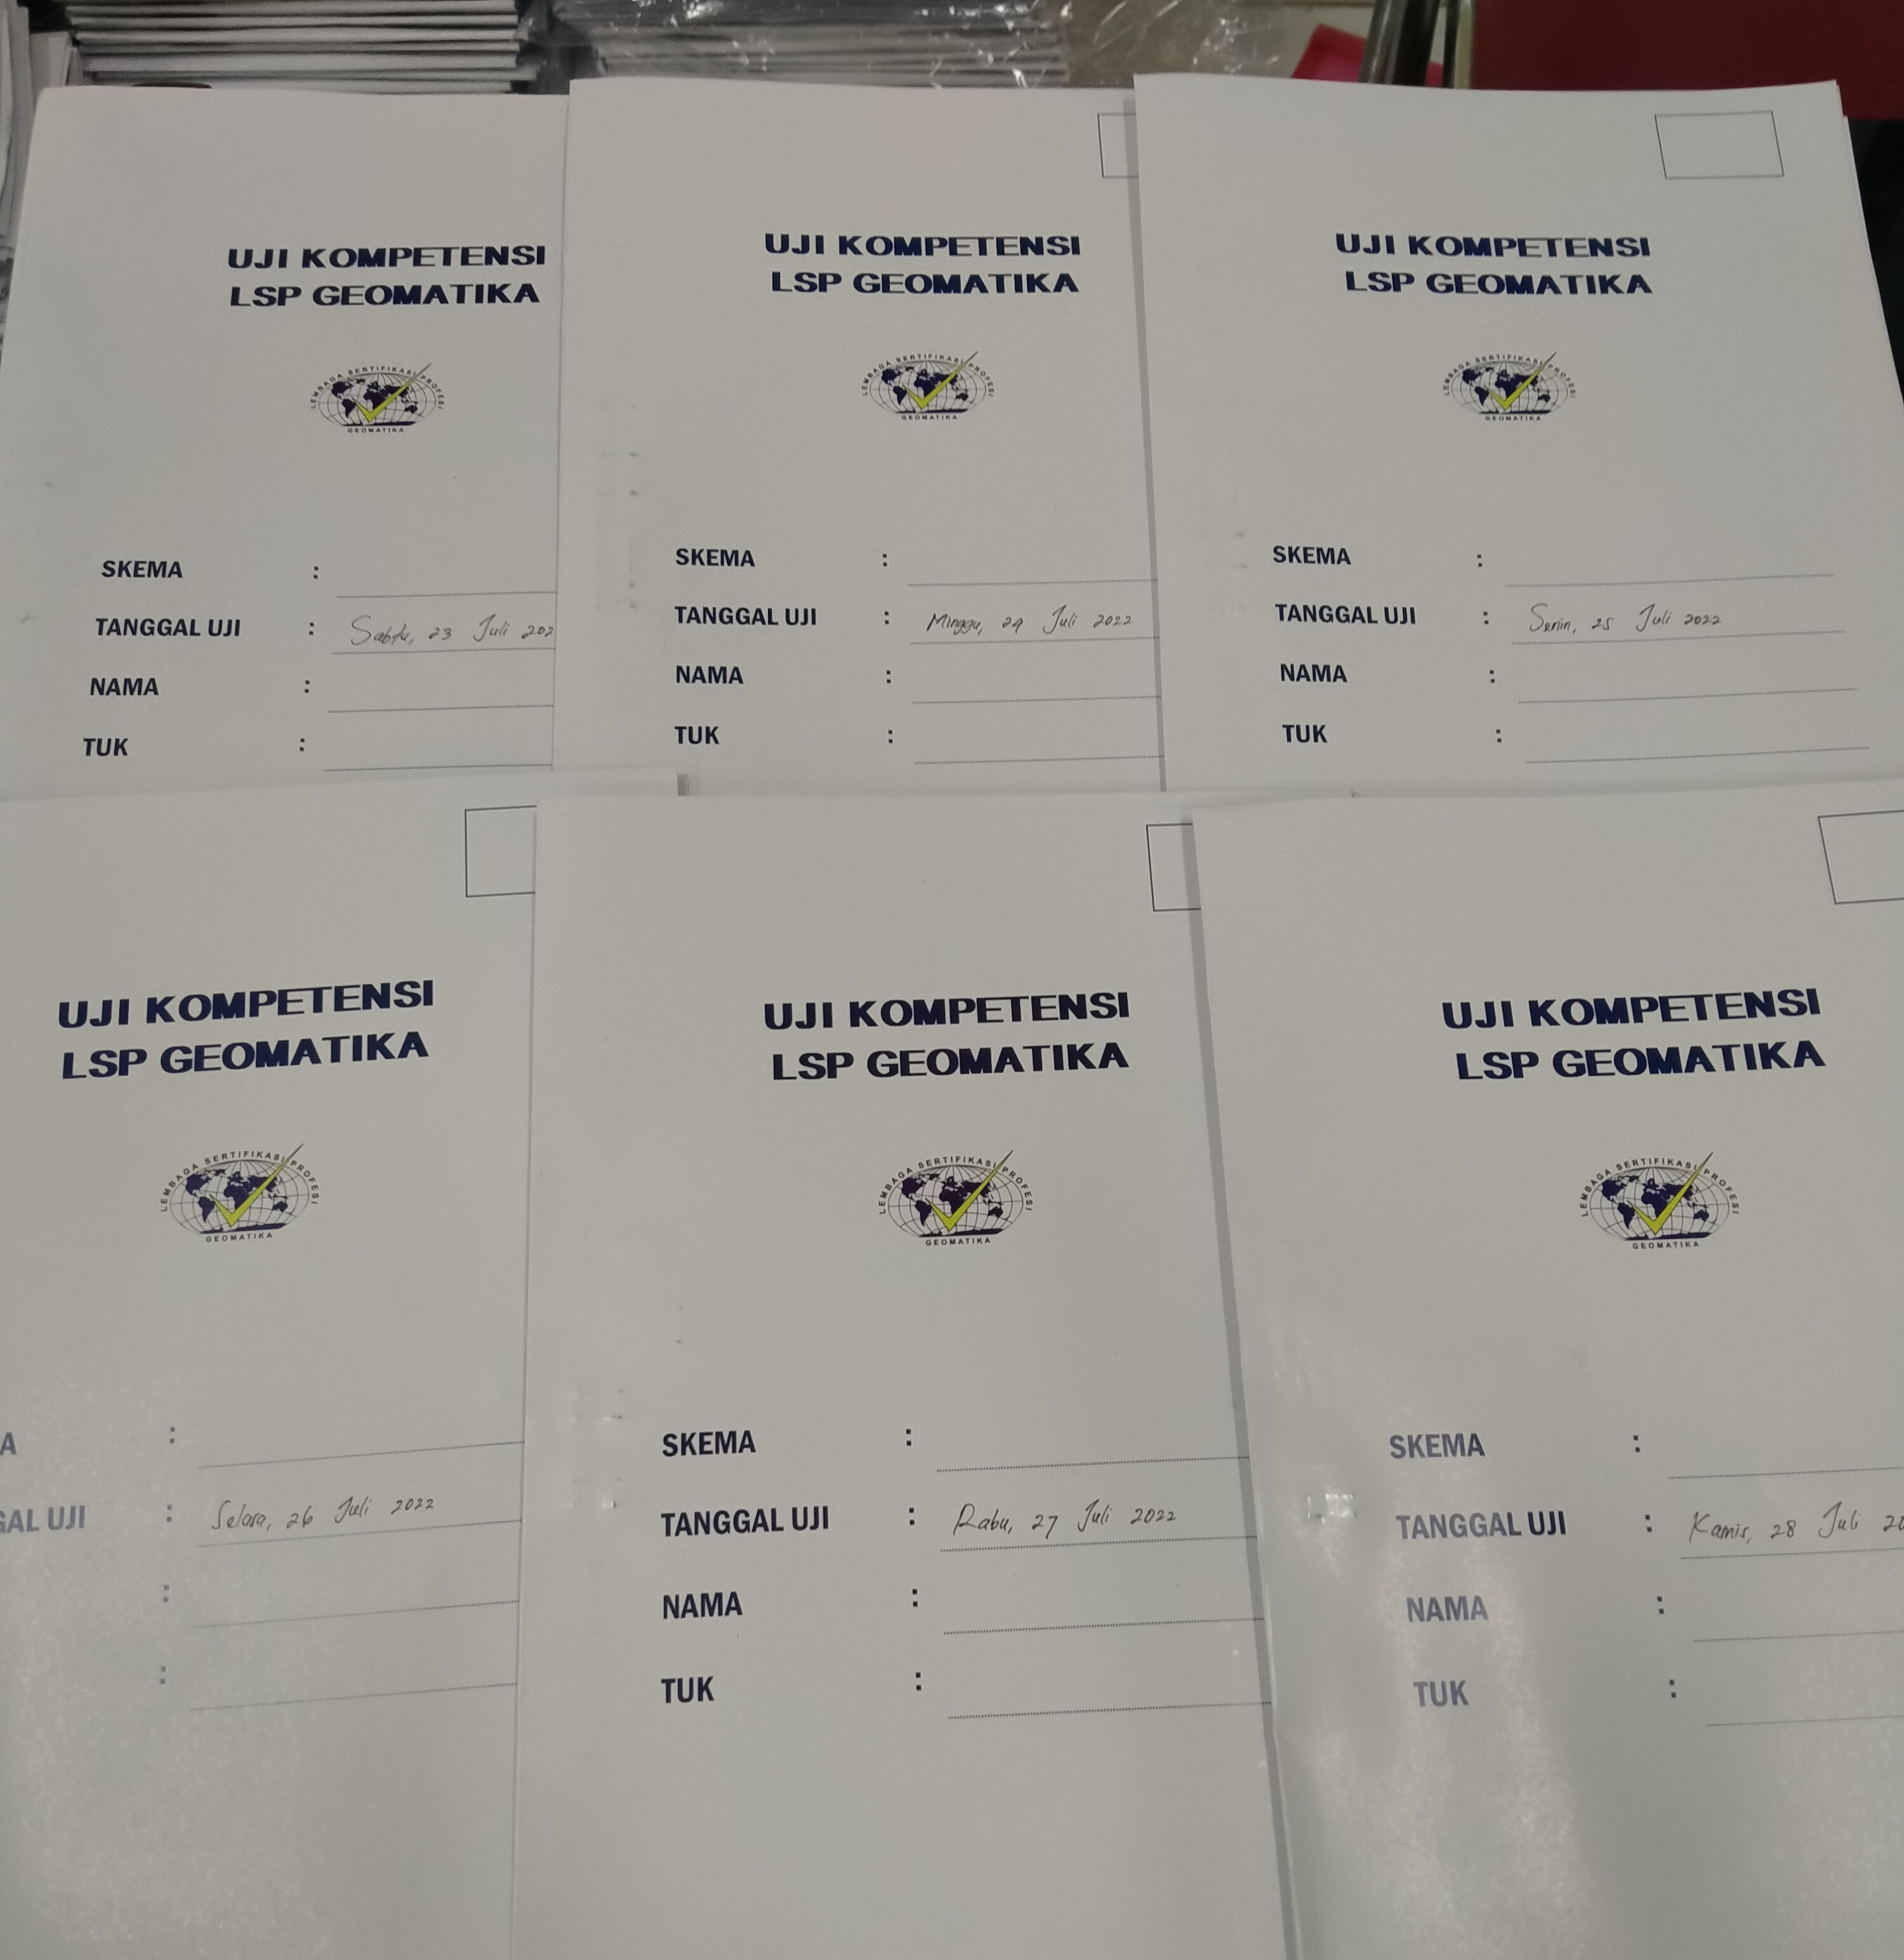 UJI KOMPETENSI
LSP GEOMATIKA
LEMBAGA SERTIFIKASI PROFESI
GEOMATIKA
SKEMA :
TANGGAL UJI : Sabtu, 23 Juli 202
NAMA :
TUK :
UJI KOMPETENSI
LSP GEOMATIKA
LEMBAGA SERTIFIKASI PROFESI
GEOMATIKA
SKEMA :
TANGGAL UJI : Minggu, 24 Juli 2022
NAMA :
TUK :
UJI KOMPETENSI
LSP GEOMATIKA
LEMBAGA SERTIFIKASI PROFESI
GEOMATIKA
SKEMA :
TANGGAL UJI : Senin, 25 Juli 2022
NAMA :
TUK :
UJI KOMPETENSI
LSP GEOMATIKA
LEMBAGA SERTIFIKASI PROFESI
GEOMATIKA
A :
GAL UJI : Selasa, 26 Juli 2022
:
:
UJI KOMPETENSI
LSP GEOMATIKA
LEMBAGA SERTIFIKASI PROFESI
GEOMATIKA
SKEMA :
TANGGAL UJI : Rabu, 27 Juli 2022
NAMA :
TUK :
UJI KOMPETENSI
LSP GEOMATIKA
LEMBAGA SERTIFIKASI PROFESI
GEOMATIKA
SKEMA :
TANGGAL UJI : Kamis, 28 Juli 20
NAMA :
TUK :